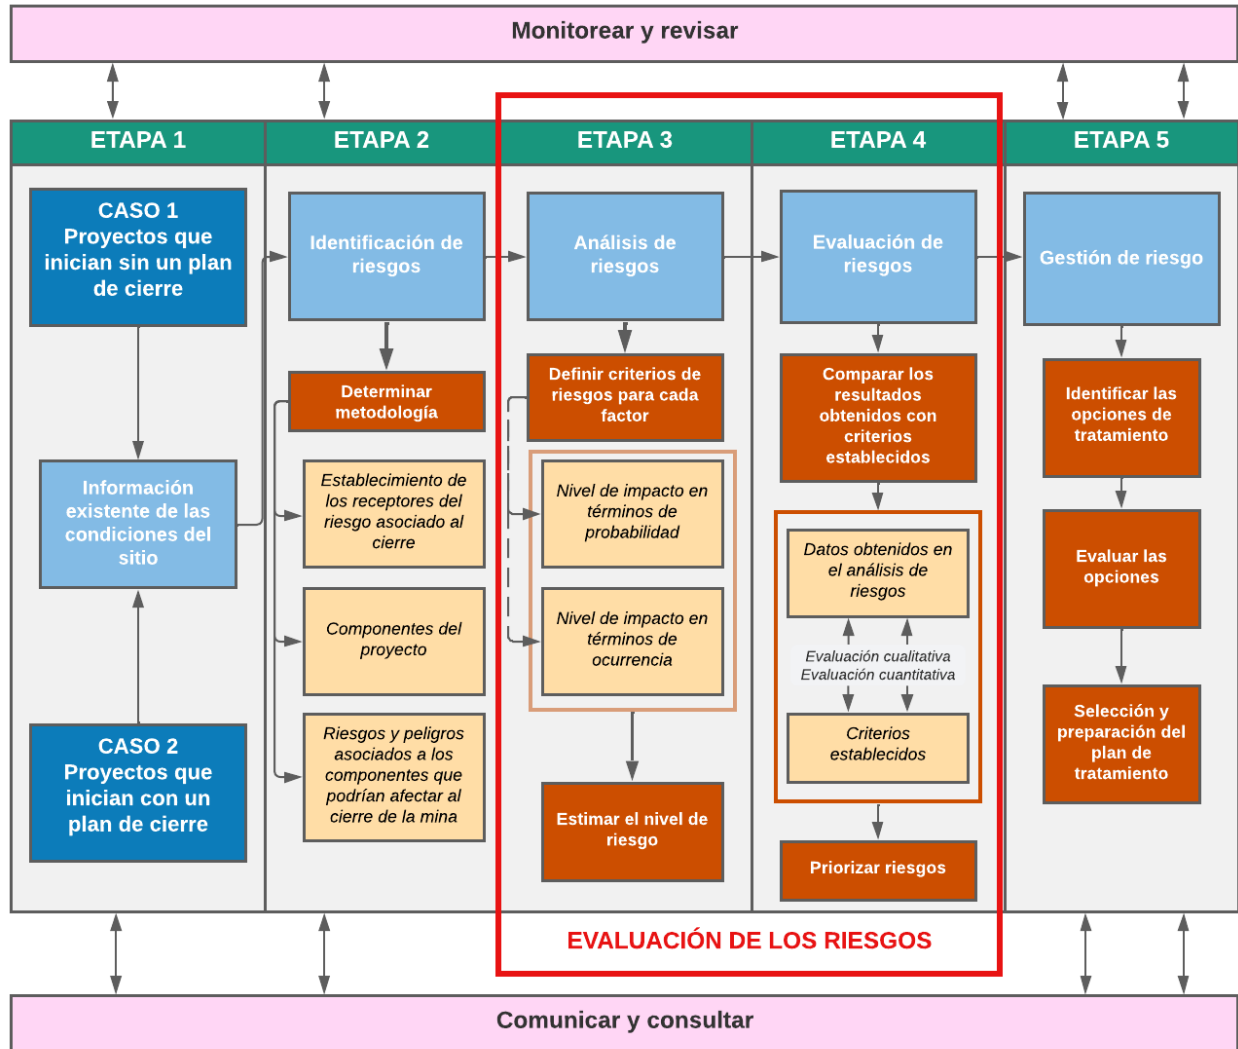 Monitorear y revisar
ETAPA 1
ETAPA 2
ETAPA 3
ETAPA 4
ETAPA 5
CASO 1
Proyectos que
inician sin un plan
de cierre
Información
existente de las
condiciones del
sitio
CASO 2
Proyectos que
inician con un
plan de cierre
Identificación de
riesgos
Determinar
metodología
Establecimiento de
los receptores del
riesgo asociado al
cierre
Componentes del
proyecto
Riesgos y peligros
asociados a los
componentes que
podrían afectar al
cierre de la mina
Análisis de
riesgos
Definir criterios de
riesgos para cada
factor
Nivel de impacto en
términos de
probabilidad
Nivel de impacto en
términos de
ocurrencia
Estimar el nivel de
riesgo
Evaluación de
riesgos
Comparar los
resultados
obtenidos con
criterios
establecidos
Datos obtenidos en
el análisis de
riesgos
Evaluación cualitativa
Evaluación cuantitativa
Criterios
establecidos
Priorizar riesgos
Gestión de riesgo
Identificar las
opciones de
tratamiento
Evaluar las
opciones
Selección y
preparación del
plan de
tratamiento
EVALUACIÓN DE LOS RIESGOS
Comunicar y consultar